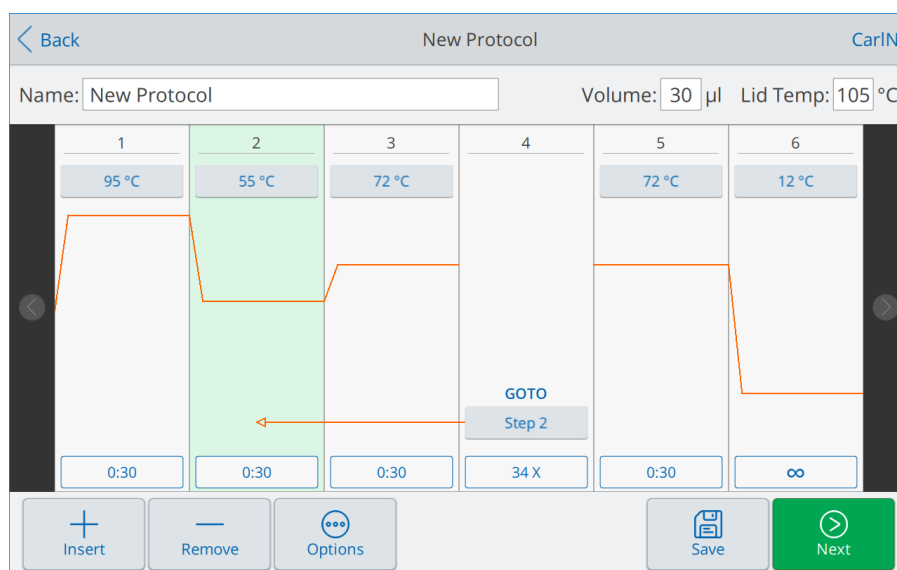 Back New Protocol CarlN
Name: New Protocol Volume: 30 µl Lid Temp: 105 °C
1 2 3 4 5 6
95 °C 55 °C 72 °C 72 °C 12 °C
GOTO
Step 2
0:30 0:30 0:30 34 X 0:30 ∞
Insert Remove Options Save Next